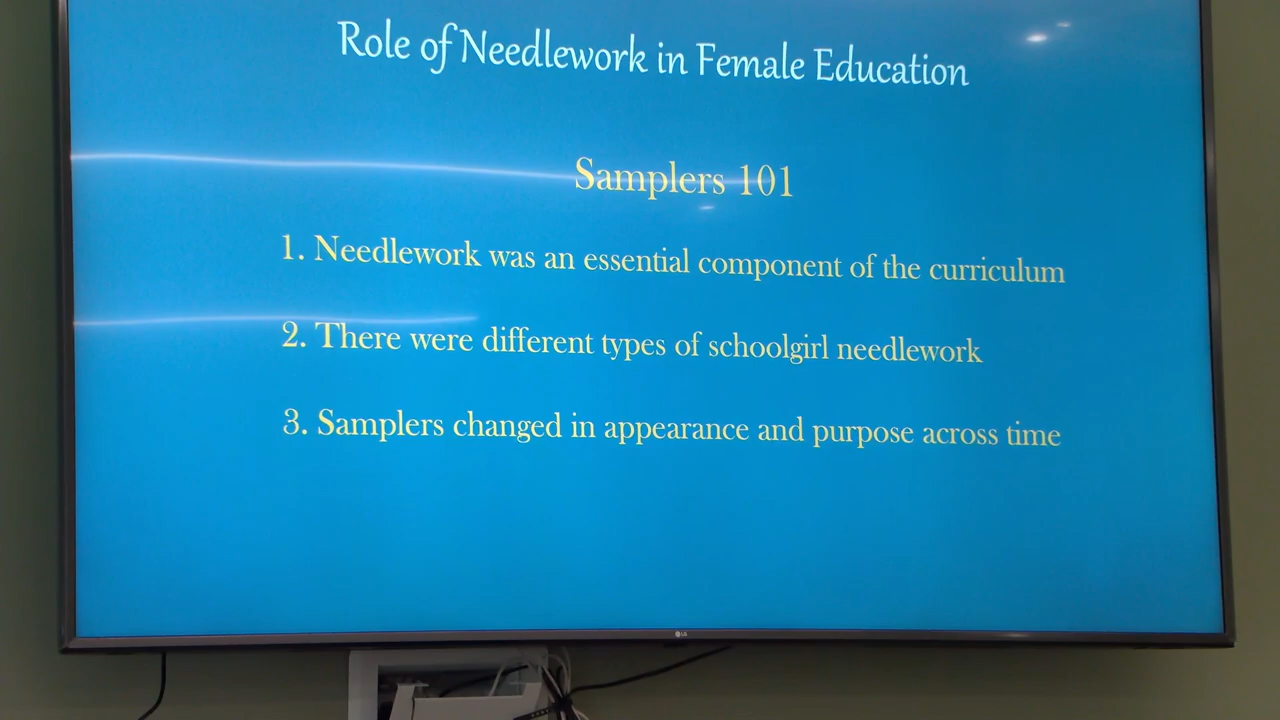 Role of Needlework in Female Education
Samplers 101
1. Needlework was an essential component of the curriculum
2. There were different types of schoolgirl needlework
3. Samplers changed in appearance and purpose across time
LG